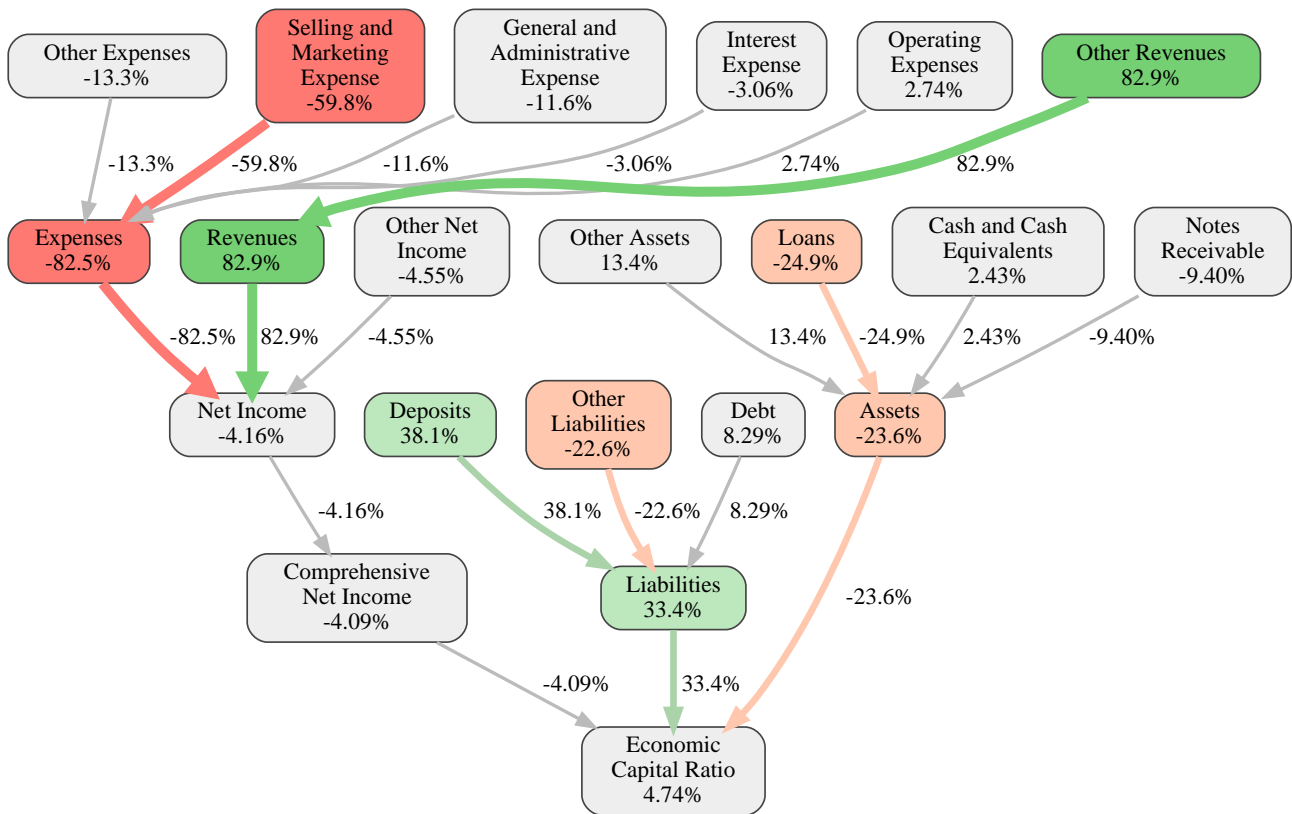 Other Expenses
-13.3%
Selling and
Marketing
Expense
-59.8%
General and
Administrative
Expense
-11.6%
Interest
Expense
-3.06%
Operating
Expenses
2.74%
Other Revenues
82.9%
-13.3%
-59.8%
-11.6%
-3.06%
2.74%
82.9%
Expenses
-82.5%
Revenues
82.9%
Other Net
Income
-4.55%
Other Assets
13.4%
Loans
-24.9%
Cash and Cash
Equivalents
2.43%
Notes
Receivable
-9.40%
-82.5%
82.9%
-4.55%
13.4%
-24.9%
2.43%
-9.40%
Net Income
-4.16%
Deposits
38.1%
Other
Liabilities
-22.6%
Debt
8.29%
Assets
-23.6%
-4.16%
38.1%
-22.6%
8.29%
Comprehensive
Net Income
-4.09%
Liabilities
33.4%
-23.6%
-4.09%
33.4%
Economic
Capital Ratio
4.74%